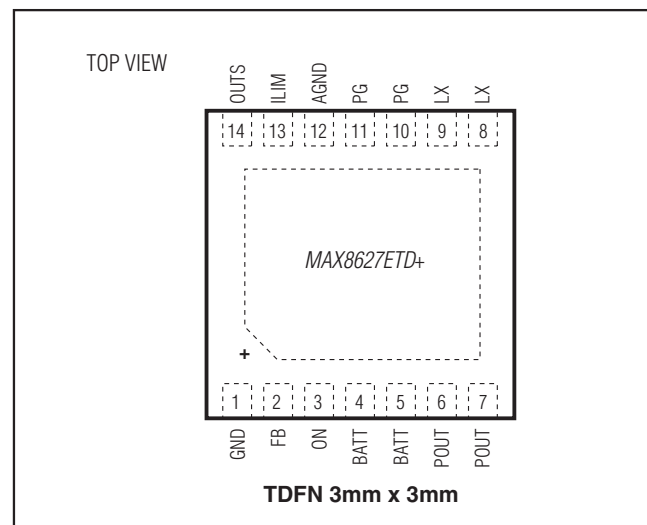 TOP VIEW
OUTS ILIM AGND PG PG LX LX
14 13 12 11 10 9 8
MAX8627ETD+
+
1 2 3 4 5 6 7
GND FB ON BATT BATT POUT POUT
TDFN 3mm x 3mm